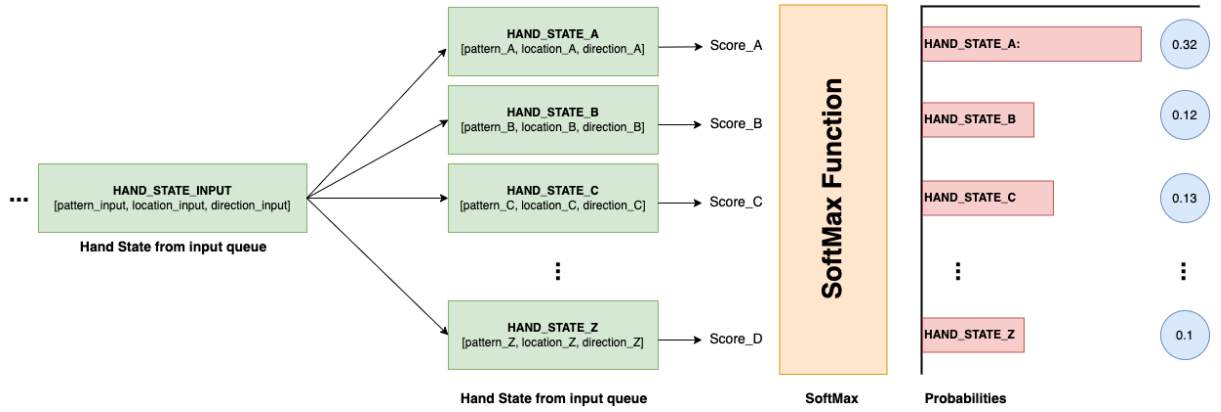 HAND_STATE_A
[pattern_A, location_A, direction_A]
Score_A
HAND_STATE_A:
0.32
HAND_STATE_B
[pattern_B, location_B, direction_B]
Score_B
HAND_STATE_B
0.12
...
HAND_STATE_INPUT
[pattern_input, location_input, direction_input]
Hand State from input queue
HAND_STATE_C
[pattern_C, location_C, direction_C]
Score_C
SoftMax Function
HAND_STATE_C
0.13
...
...
...
HAND_STATE_Z
[pattern_Z, location_Z, direction_Z]
Score_D
HAND_STATE_Z
0.1
Hand State from input queue
SoftMax
Probabilities